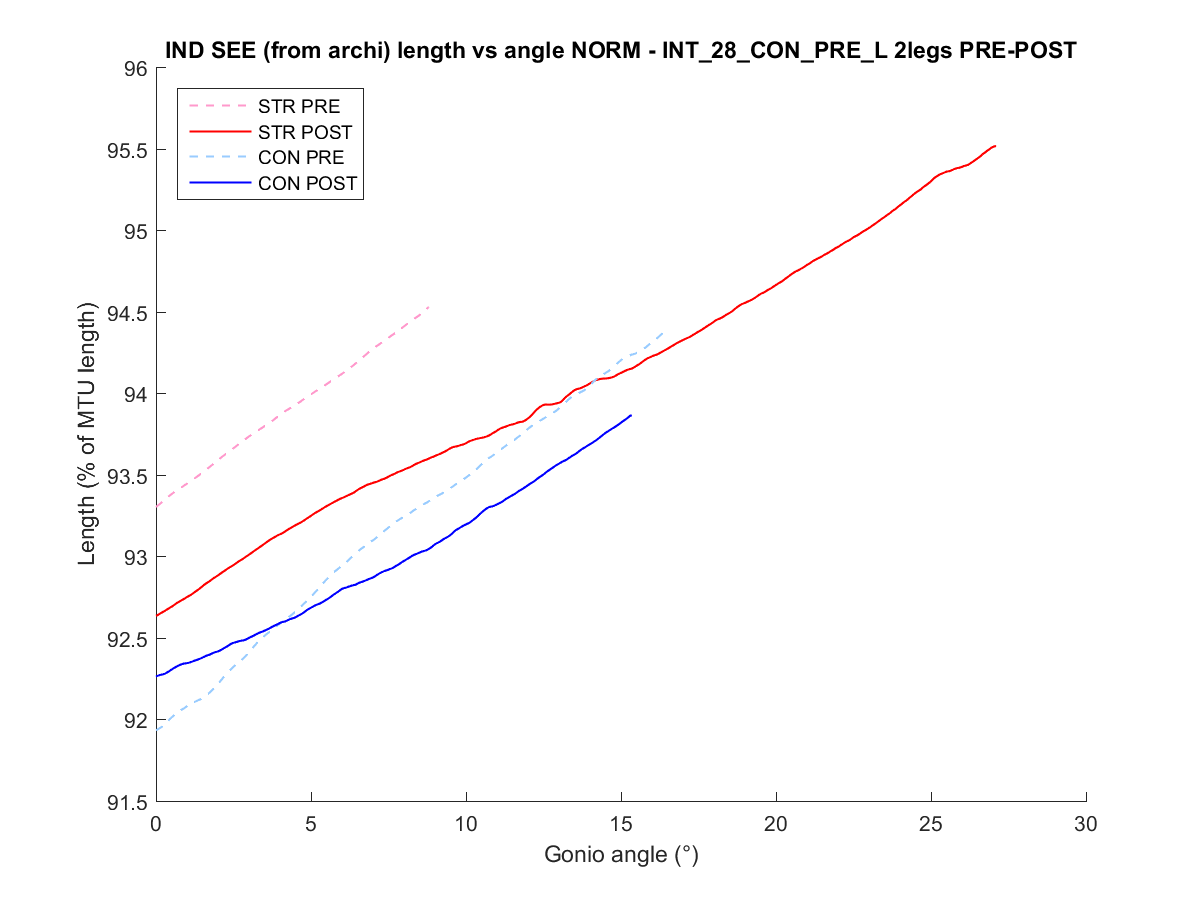 IND SEE (from archi) length vs angle NORM - INT_28_CON_PRE_L 2legs PRE-POST
STR PRE
STR POST
CON PRE
CON POST
Length (% of MTU length)
96
95.5
95
94.5
94
93.5
93
92.5
92
91.5
0 5 10 15 20 25 30
Gonio angle (°)